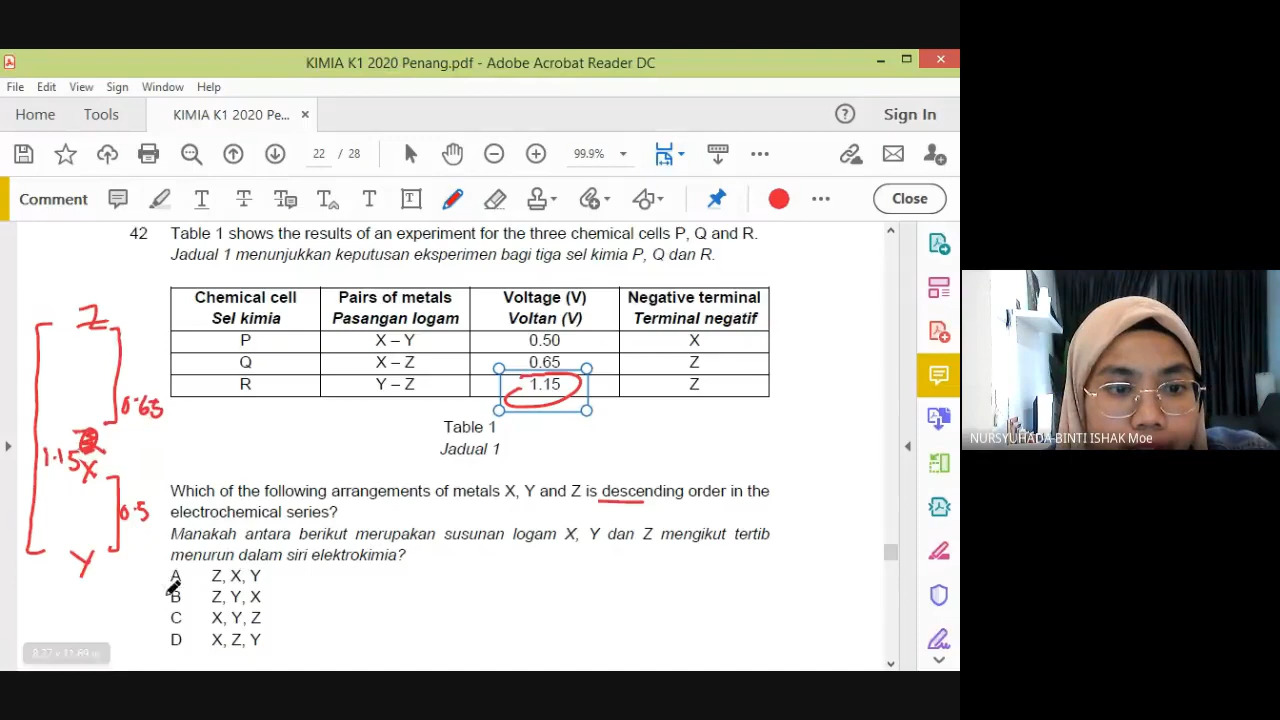 KIMIA K1 2020 Penang.pdf - Adobe Acrobat Reader DC
File Edit View Sign Window Help
Home Tools KIMIA K1 2020 Pe... × Sign In
22 / 28 99.9%
Comment Close
42 Table 1 shows the results of an experiment for the three chemical cells P, Q and R.
Jadual 1 menunjukkan keputusan eksperimen bagi tiga sel kimia P, Q dan R.
Chemical cell Pairs of metals Voltage (V) Negative terminal
Sel kimia Pasangan logam Voltan (V) Terminal negatif
P X – Y 0.50 X
Q X – Z 0.65 Z
R Y – Z 1.15 Z
Table 1
Jadual 1
Z
0.65
1.15
X
0.5
Y
Which of the following arrangements of metals X, Y and Z is descending order in the
electrochemical series?
Manakah antara berikut merupakan susunan logam X, Y dan Z mengikut tertib
menurun dalam siri elektrokimia?
A Z, X, Y
B Z, Y, X
C X, Y, Z
D X, Z, Y
NURSYUHADA BINTI ISHAK Moe